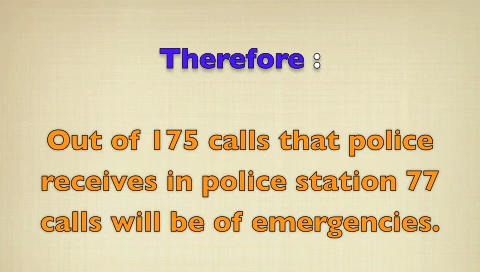 Therefore :
Out of 175 calls that police
receives in police station 77
calls will be of emergencies.